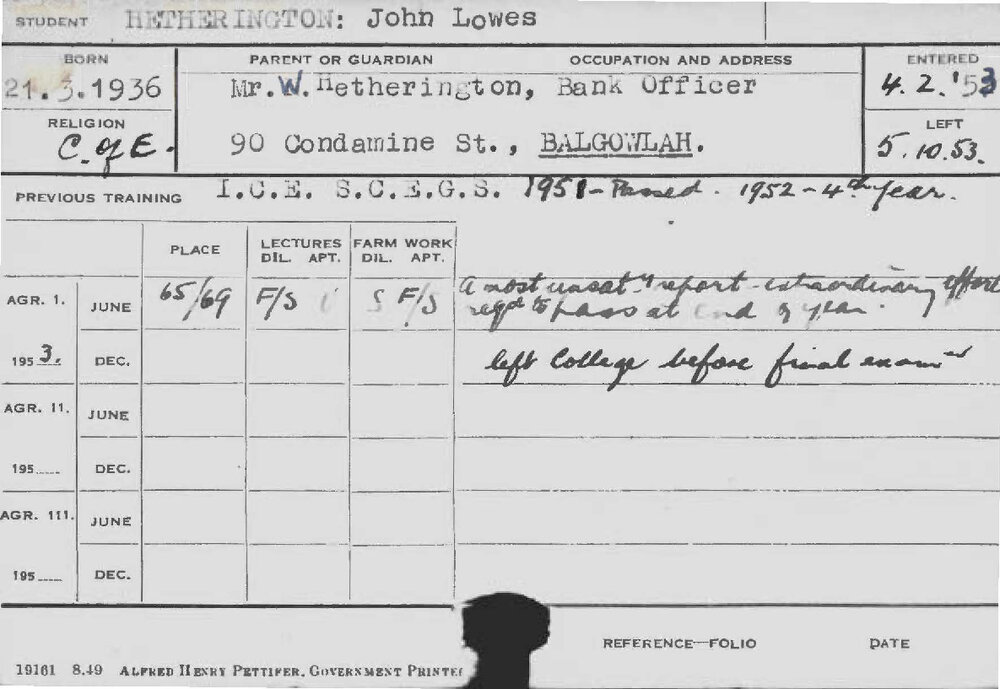 STUDENT HETHERINGTON: John Lowes
BORN PARENT OR GUARDIAN OCCUPATION AND ADDRESS ENTERED
21.3.1936 Mr.W.Hetherington, Bank Officer 4.2.'53
RELIGION LEFT
C. of E. 90 Condamine St., BALGOWLAH. 5.10.53.
PREVIOUS TRAINING I.C.E. S.C.E.G.S. 1951 - Passed. 1952 - 4th year.
PLACE LECTURES FARM WORK
DIL. APT. DIL. APT.
AGR. 1. JUNE 65/69 F/S S F/S a most unsat.y report - extraordinary effort
reqd to pass at end of year.
1953. DEC. left College before final exam
AGR. 11. JUNE
195 DEC.
AGR. 111. JUNE
195 DEC.
REFERENCE—FOLIO DATE
19161 8.49 ALFRED HENRY PETTIFER, GOVERNMENT PRINTE